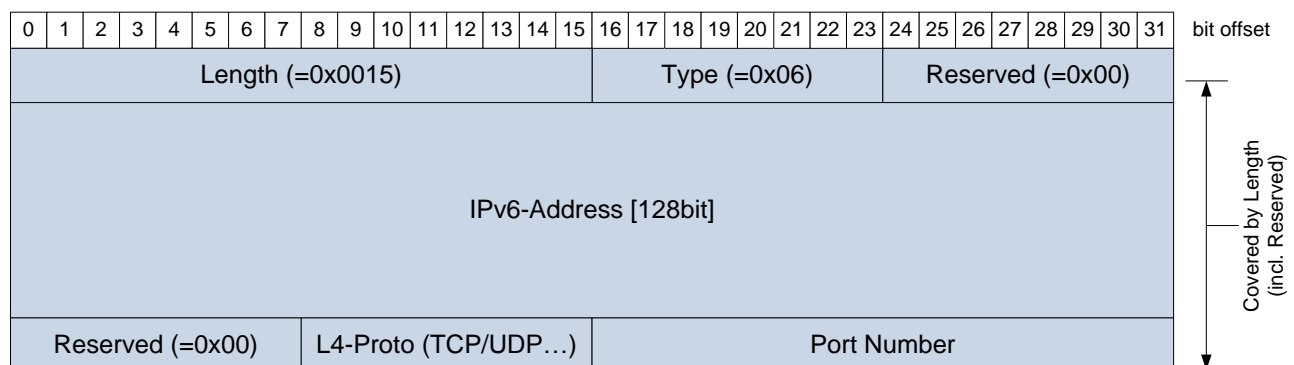 0 1 2 3 4 5 6 7 8 9 10 11 12 13 14 15 16 17 18 19 20 21 22 23 24 25 26 27 28 29 30 31 bit offset
Length (=0x0015) Type (=0x06) Reserved (=0x00)
IPv6-Address [128bit]
Covered by Length
(incl. Reserved)
Reserved (=0x00) L4-Proto (TCP/UDP…) Port Number